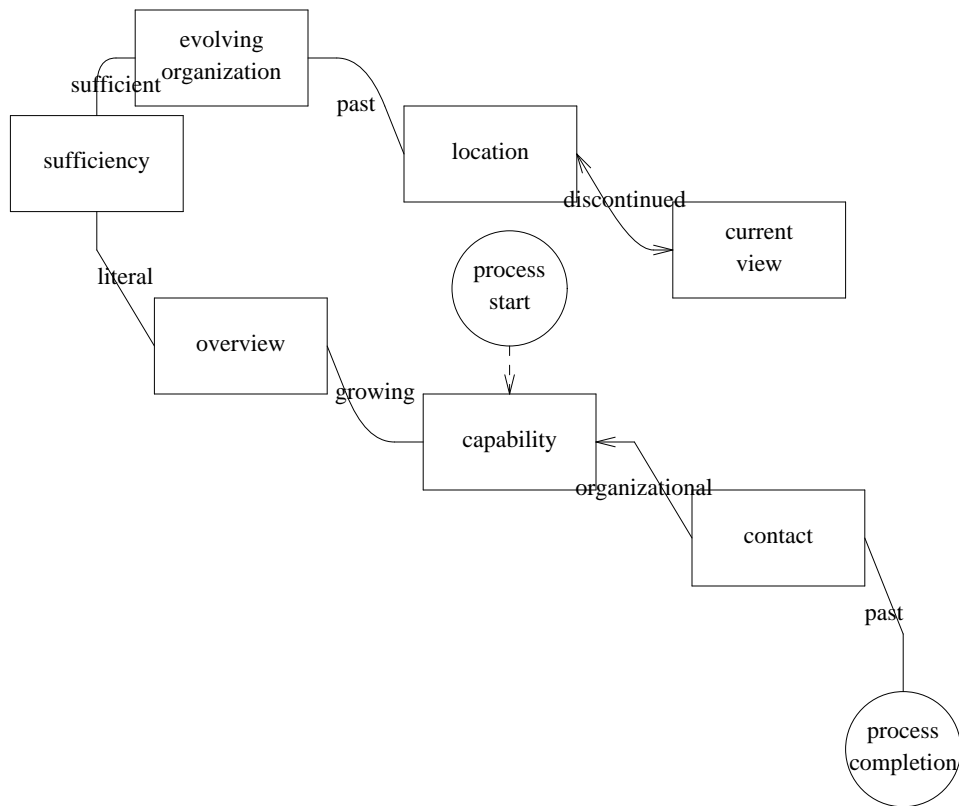 evolving
organization
sufficient
past
sufficiency
location
discontinued
current
view
process
start
literal
overview
growing
capability
organizational
contact
past
process
completion